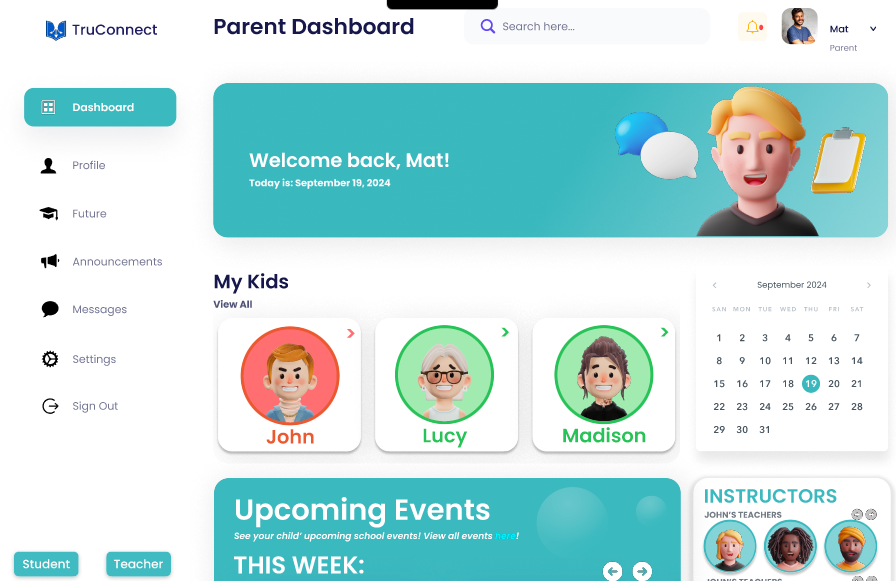 TruConnect
Parent Dashboard
Search here...
Mat
Parent
Dashboard
Profile
Future
Announcements
Messages
Settings
Sign Out
Student
Teacher
Welcome back, Mat!
Today is: September 19, 2024
My Kids
View All
John
Lucy
Madison
September 2024
SAN MON TUE WED THU FRI SAT
1 2 3 4 5 6 7
8 9 10 11 12 13 14
15 16 17 18 19 20 21
22 23 24 25 26 27 28
29 30 31
Upcoming Events
See your child' upcoming school events! View all events here!
THIS WEEK:
INSTRUCTORS
JOHN'S TEACHERS
JOHN'S TEACHERS